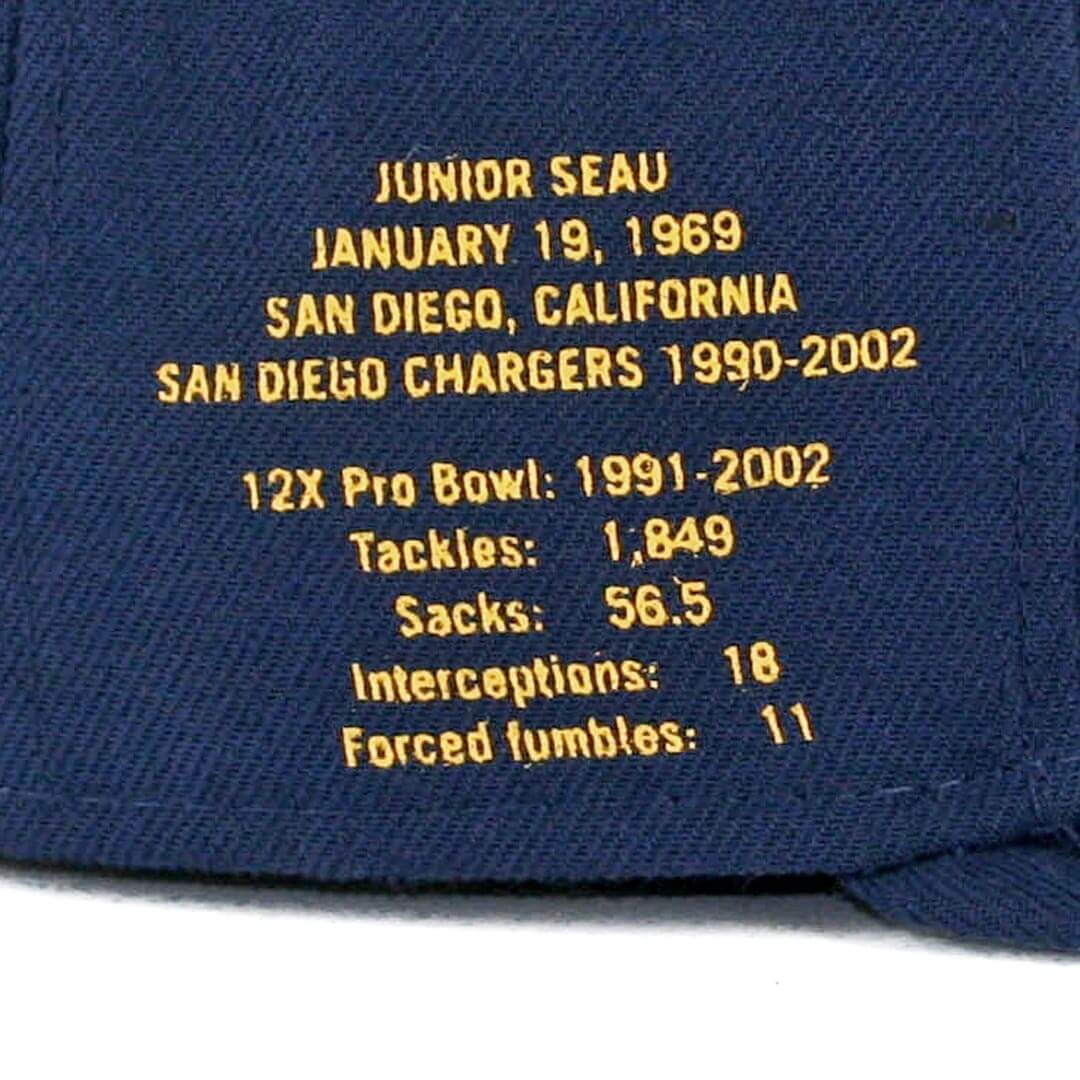 JUNIOR SEAU
JANUARY 19, 1969
SAN DIEGO, CALIFORNIA
SAN DIEGO CHARGERS 1990-2002
12X Pro Bowl: 1991-2002
Tackles: 1,849
Sacks: 56.5
Interceptions: 18
Forced fumbles: 11